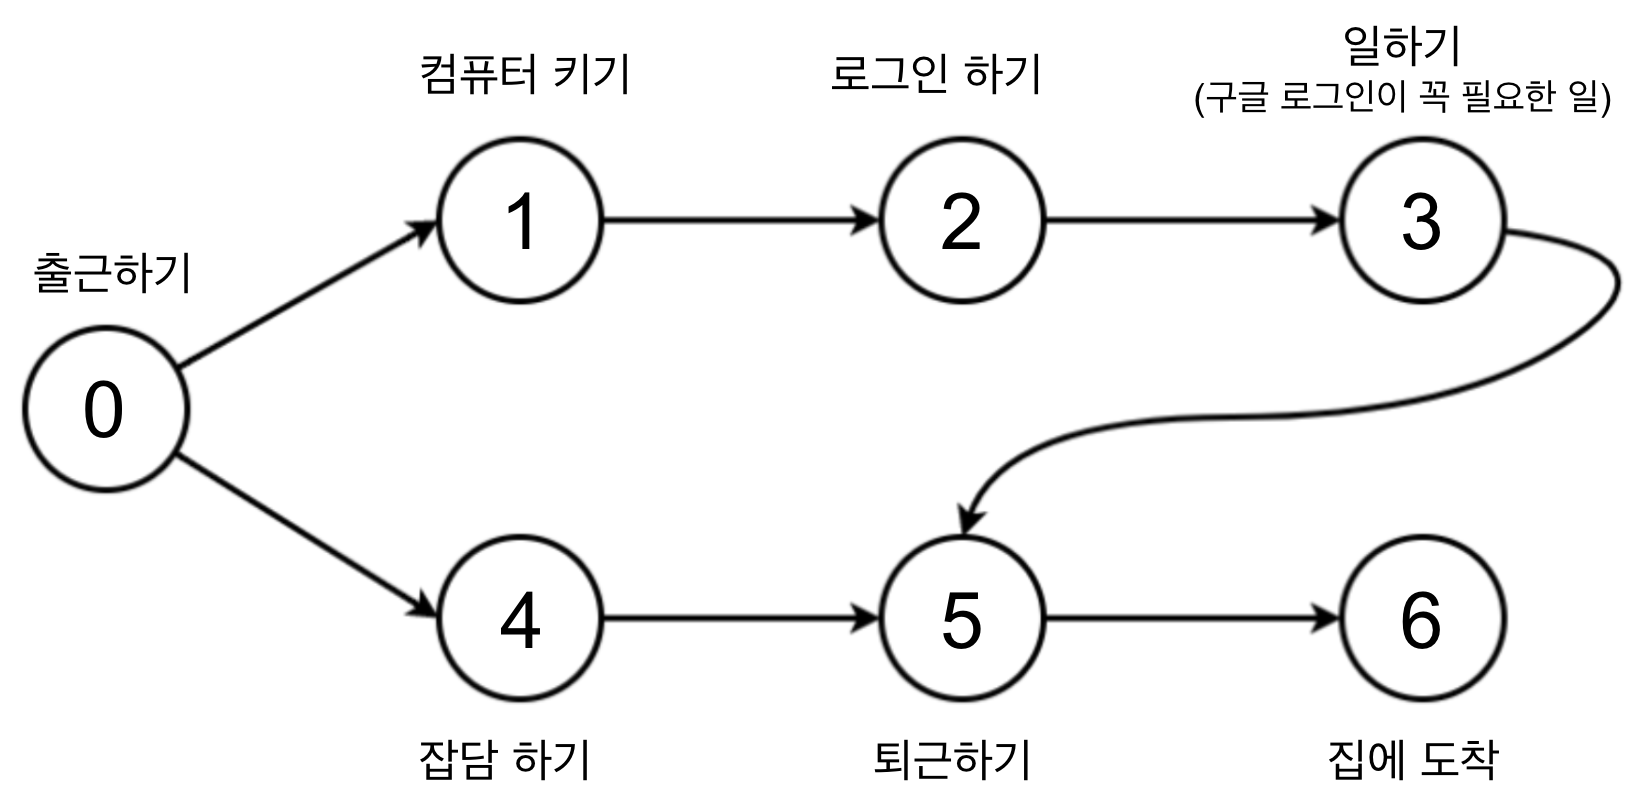 컴퓨터 키기
로그인 하기
일하기
(구글 로그인이 꼭 필요한 일)
1
2
3
출근하기
0
4
5
6
잡담 하기
퇴근하기
집에 도착